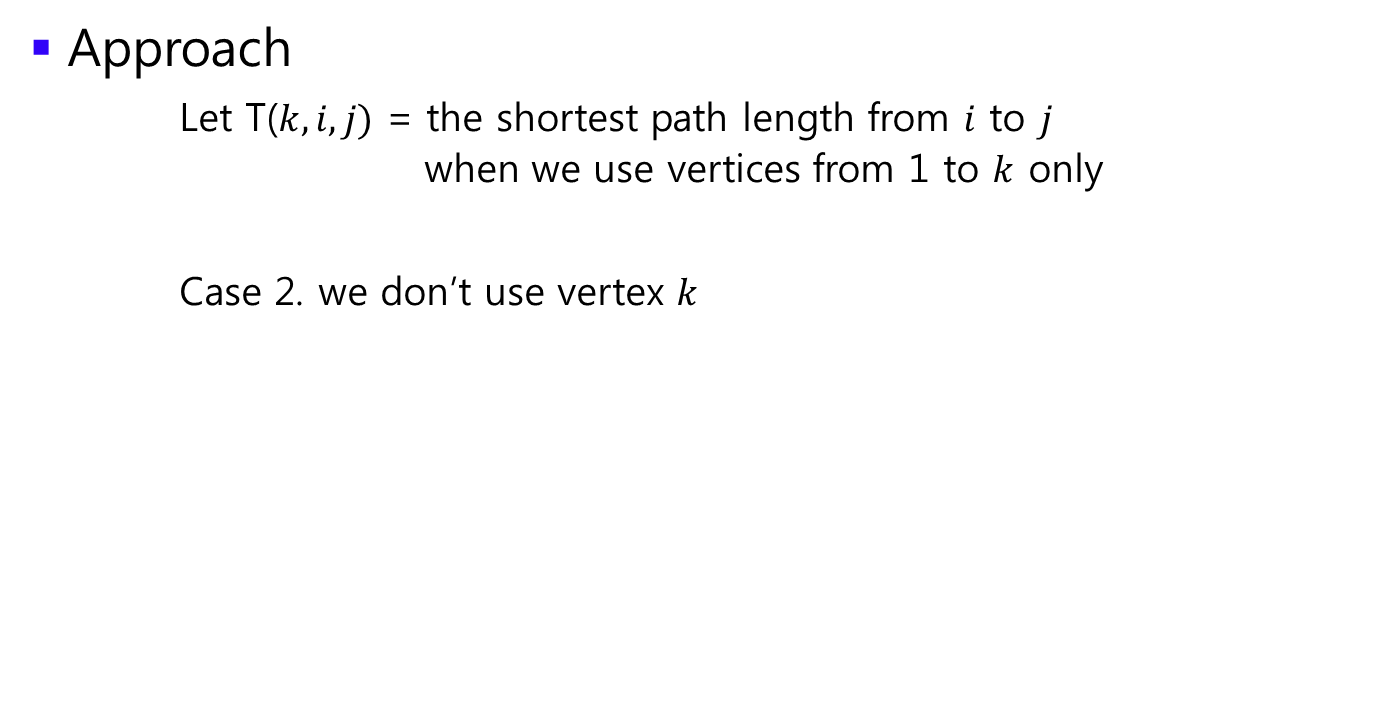 ▪ Approach
Let T(k, i, j) = the shortest path length from i to j
when we use vertices from 1 to k only
Case 2. we don't use vertex k